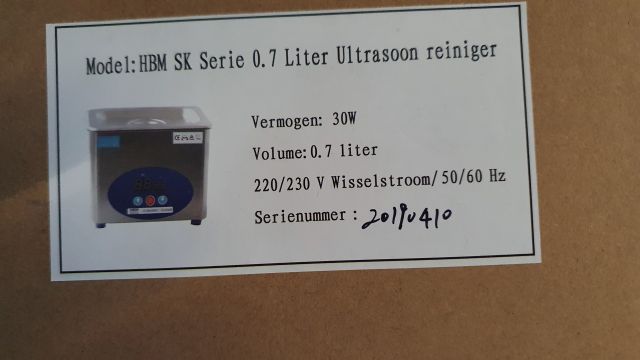 Model:HBM SK Serie 0.7 Liter Ultrasoon reiniger
Vermogen: 30W
Volume:0.7 liter
220/230 V Wisselstroom/50/60 Hz
Serienummer : 20190410